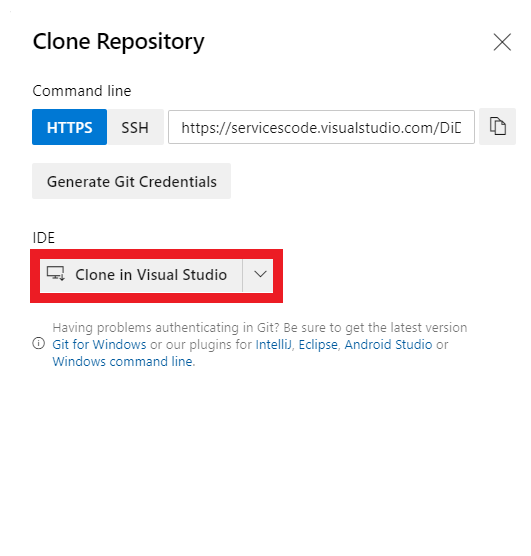 Clone Repository
Command line
HTTPS SSH https://servicescode.visualstudio.com/DiD
Generate Git Credentials
IDE
Clone in Visual Studio
Having problems authenticating in Git? Be sure to get the latest version
Git for Windows or our plugins for IntelliJ, Eclipse, Android Studio or
Windows command line.